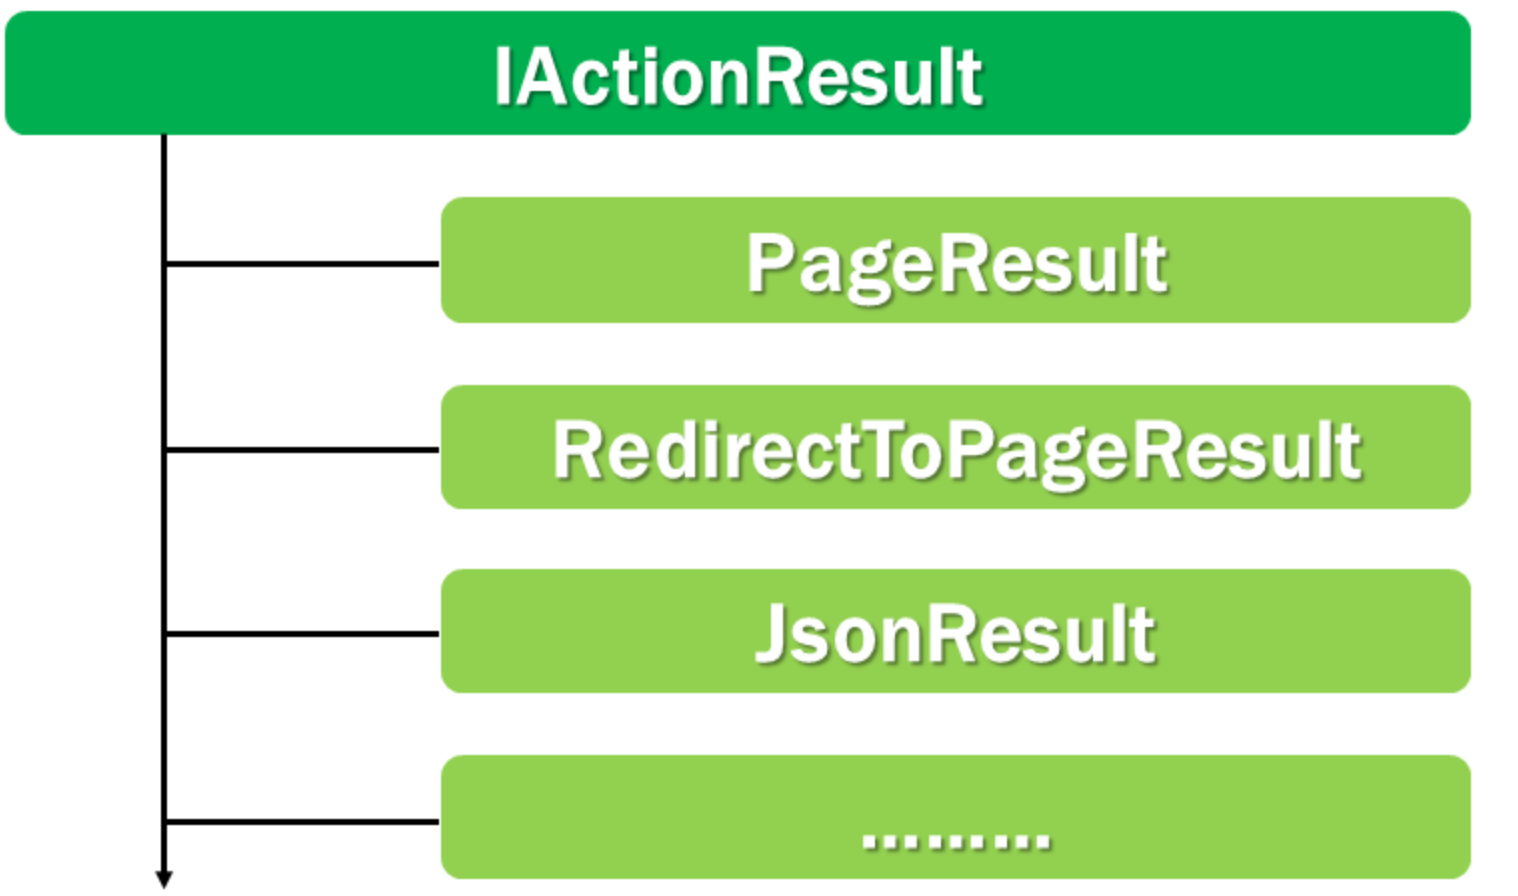 IActionResult
PageResult
RedirectToPageResult
JsonResult
.........